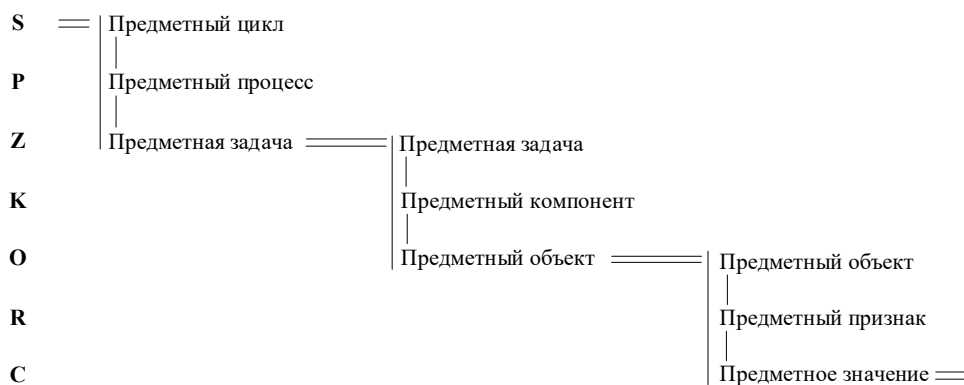 S Предметный цикл
P Предметный процесс
Z Предметная задача Предметная задача
K Предметный компонент
O Предметный объект Предметный объект
R Предметный признак
C Предметное значение